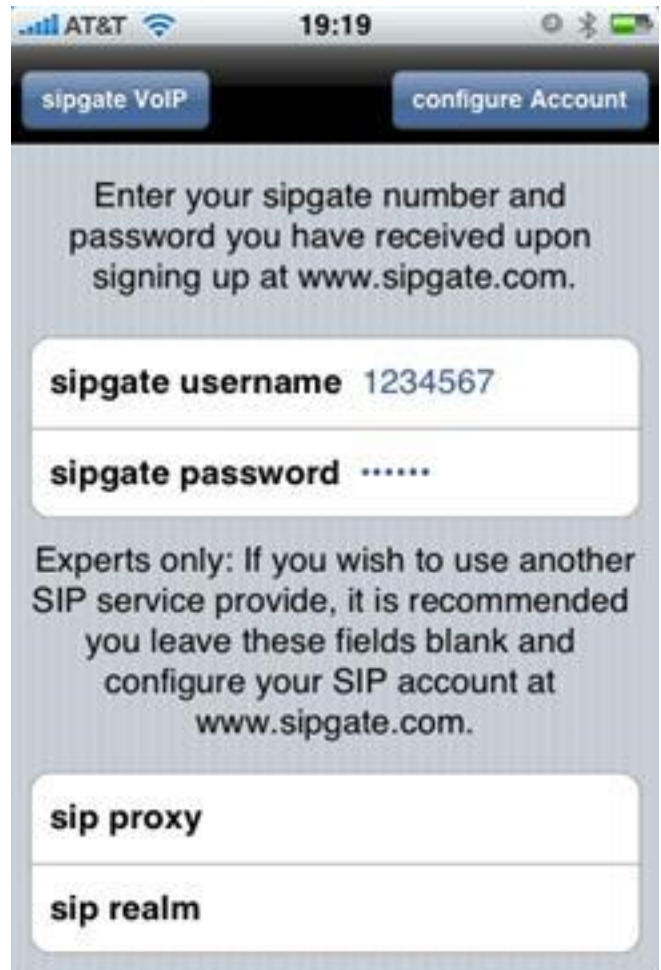 AT&T 19:19
sipgate VoIP configure Account
Enter your sipgate number and
password you have received upon
signing up at www.sipgate.com.
sipgate username 1234567
sipgate password ••••••
Experts only: If you wish to use another
SIP service provide, it is recommended
you leave these fields blank and
configure your SIP account at
www.sipgate.com.
sip proxy
sip realm